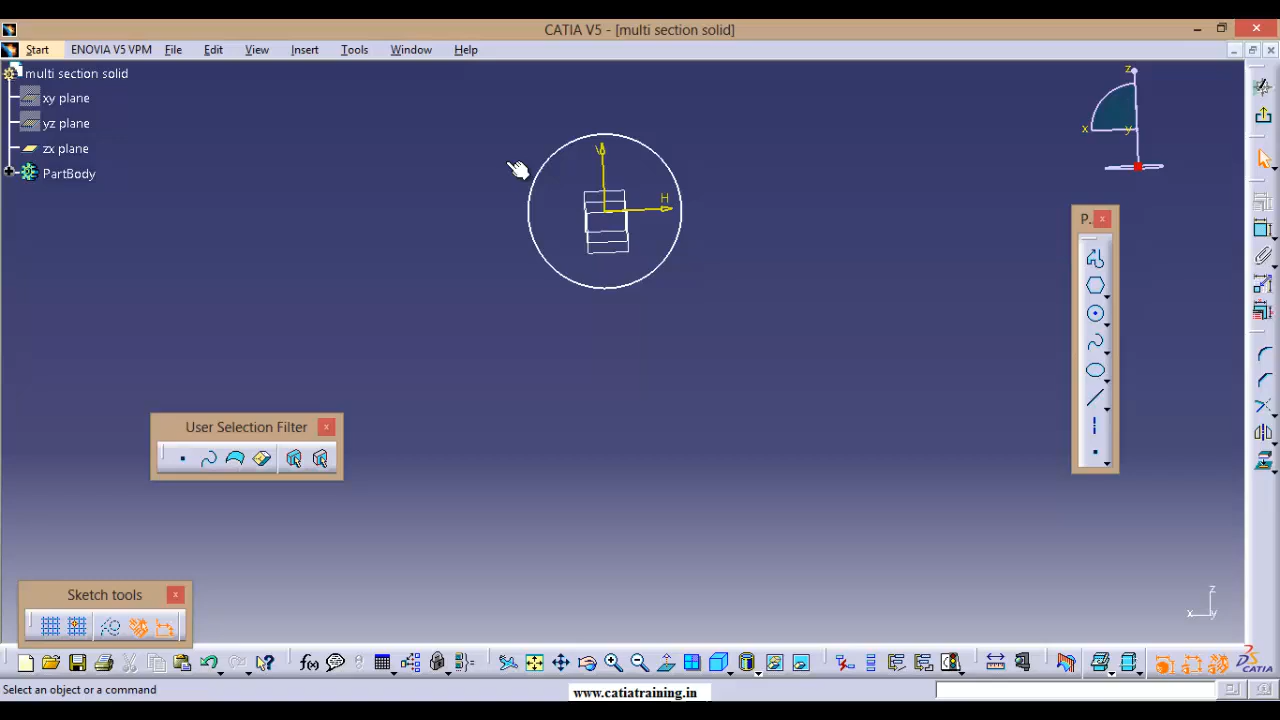 CATIA V5 - [multi section solid]
Start ENOVIA V5 VPM File Edit View Insert Tools Window Help
multi section solid
xy plane
yz plane
zx plane
PartBody
z
x
y
V
H
P.
User Selection Filter
Sketch tools
z
x
y
f(x)
CATIA
Select an object or a command
www.catiatraining.in